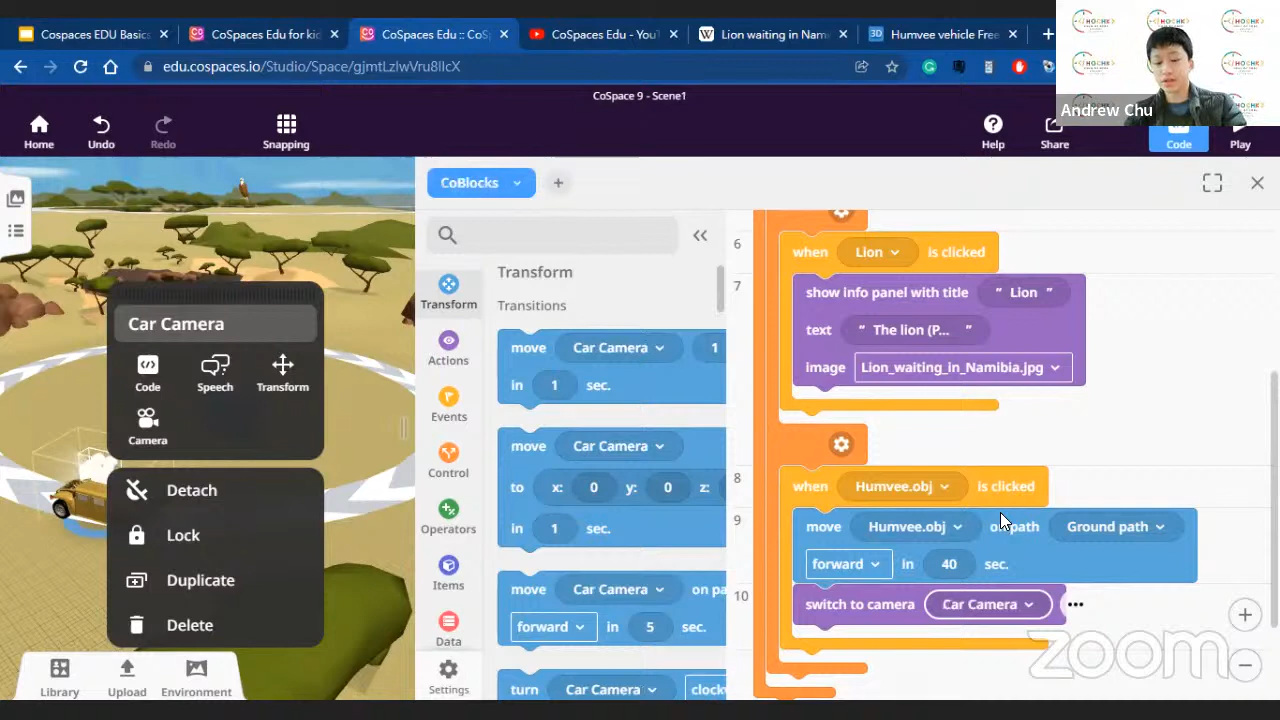 CoSpaces EDU Basics
CoSpaces Edu for kid
CoSpaces Edu :: CoS
CoSpaces Edu - YouT
Lion waiting in Nam
Humvee vehicle Free
edu.cospaces.io/Studio/Space/gjmtLzlwVru8lIcX
CoSpace 9 - Scene1
Andrew Chu
Home
Undo
Redo
Snapping
Help
Share
Code
Play
CoBlocks
Car Camera
Code
Speech
Transform
Camera
Detach
Lock
Duplicate
Delete
Library
Upload
Environment
Transform
Actions
Events
Control
Operators
Items
Data
Settings
Transform
Transitions
move Car Camera 1
in 1 sec.
move Car Camera
to x: 0 y: 0 z:
in 1 sec.
move Car Camera on pa
forward in 5 sec.
turn Car Camera clock
6
when Lion is clicked
7
show info panel with title " Lion "
text " The lion (P... "
image Lion_waiting_in_Namibia.jpg
8
when Humvee.obj is clicked
9
move Humvee.obj on path Ground path
forward in 40 sec.
10
switch to camera Car Camera
zoom